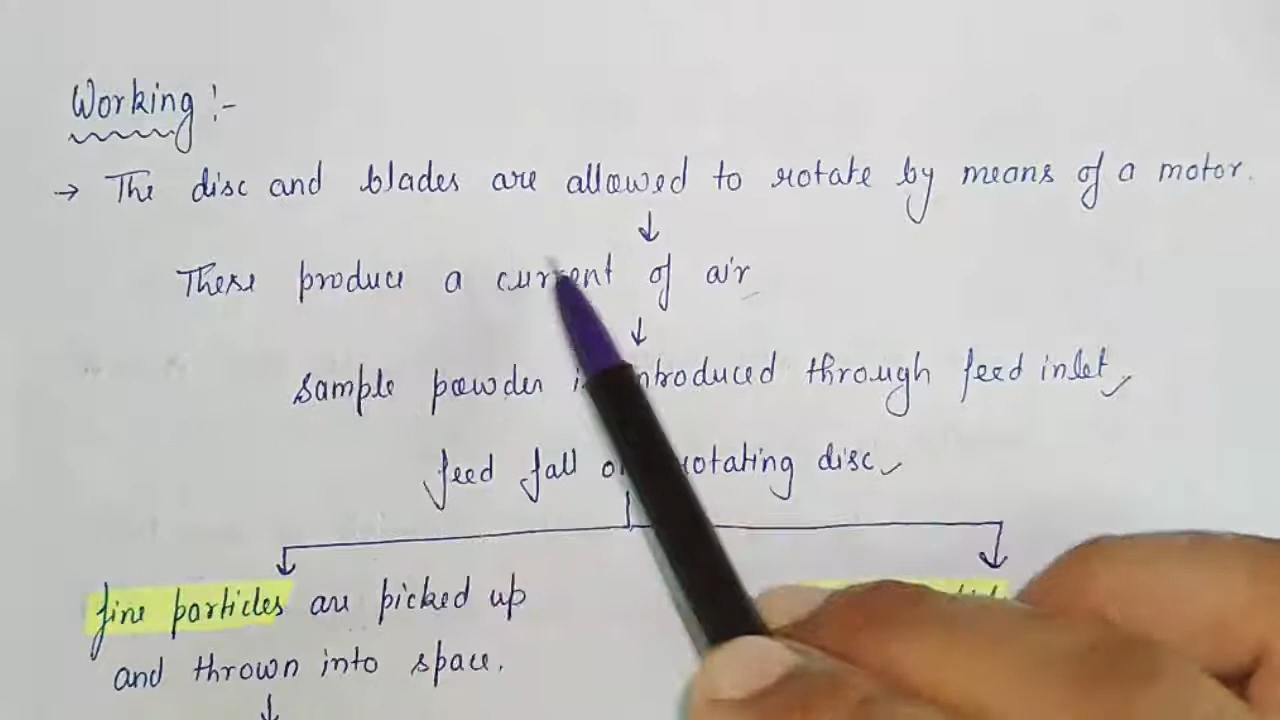 Working :-
→ The disc and blades are allowed to rotate by means of a motor.
↓
These produce a current of air
↓
Sample powder introduced through feed inlet
feed fall rotating disc
fine particles are picked up
and thrown into space.